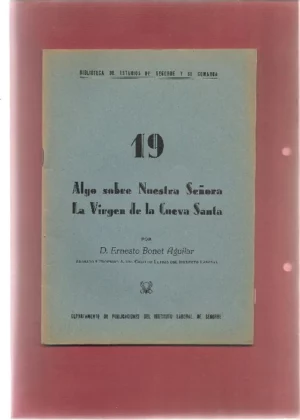 BIBLIOTECA DE ESTUDIOS DE SEGORBE Y SU COMARCA
19
Algo sobre Nuestra Señora
La Virgen de la Cueva Santa
POR
D. Ernesto Bonet Aguilar
DEPARTAMENTO DE PUBLICACIONES DEL INSTITUTO LABORAL DE SEGORBE